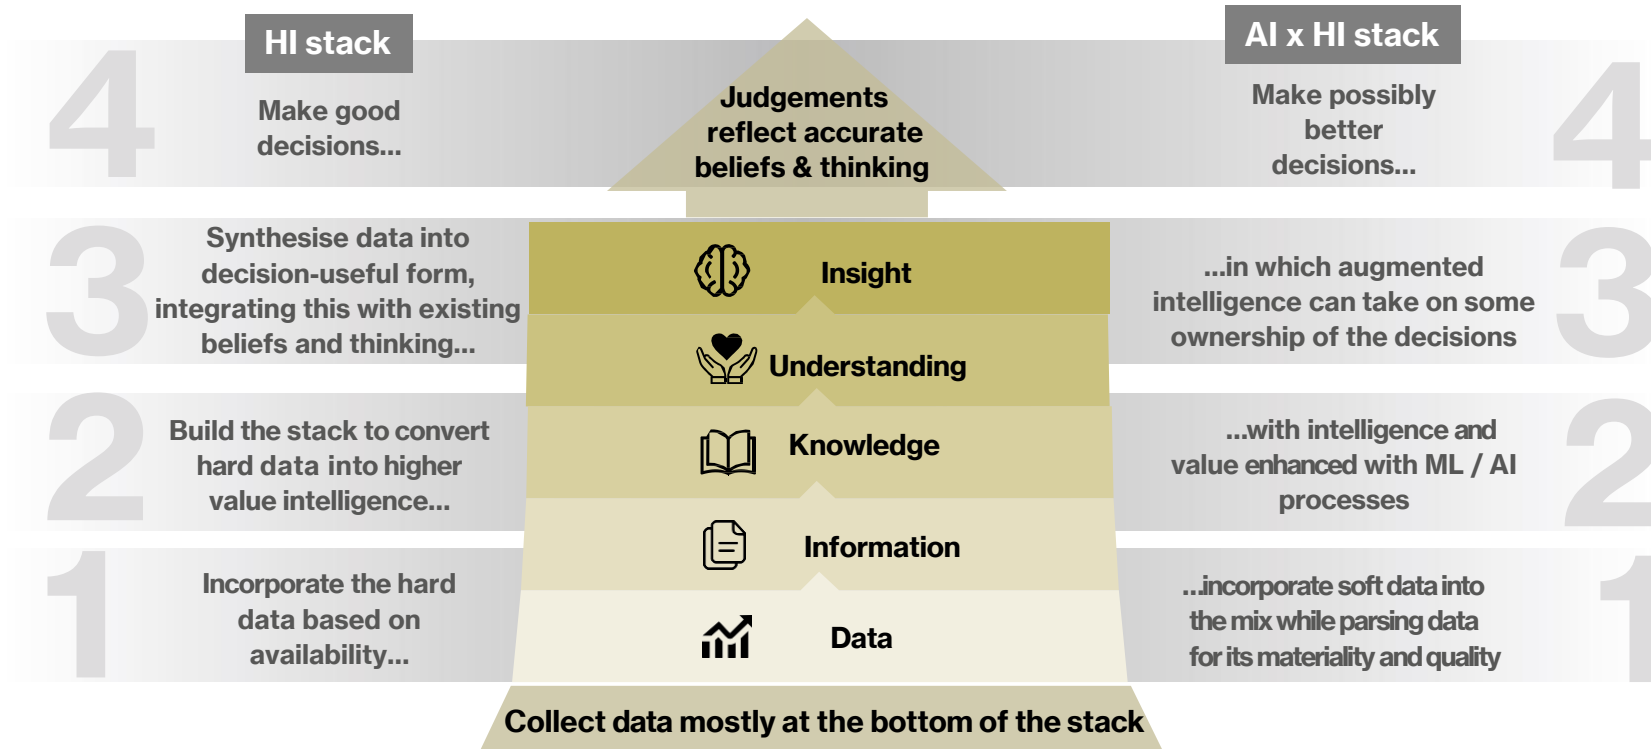 HI stack
AI x HI stack
4
Make good
decisions...
Judgements
reflect accurate
beliefs & thinking
Make possibly
better
decisions...
4
3
Synthesise data into
decision-useful form,
integrating this with existing
beliefs and thinking...
Insight
...in which augmented
intelligence can take on some
ownership of the decisions
3
Understanding
2
Build the stack to convert
hard data into higher
value intelligence...
Knowledge
...with intelligence and
value enhanced with ML / AI
processes
2
Information
1
Incorporate the hard
data based on
availability...
Data
...incorporate soft data into
the mix while parsing data
for its materiality and quality
1
Collect data mostly at the bottom of the stack